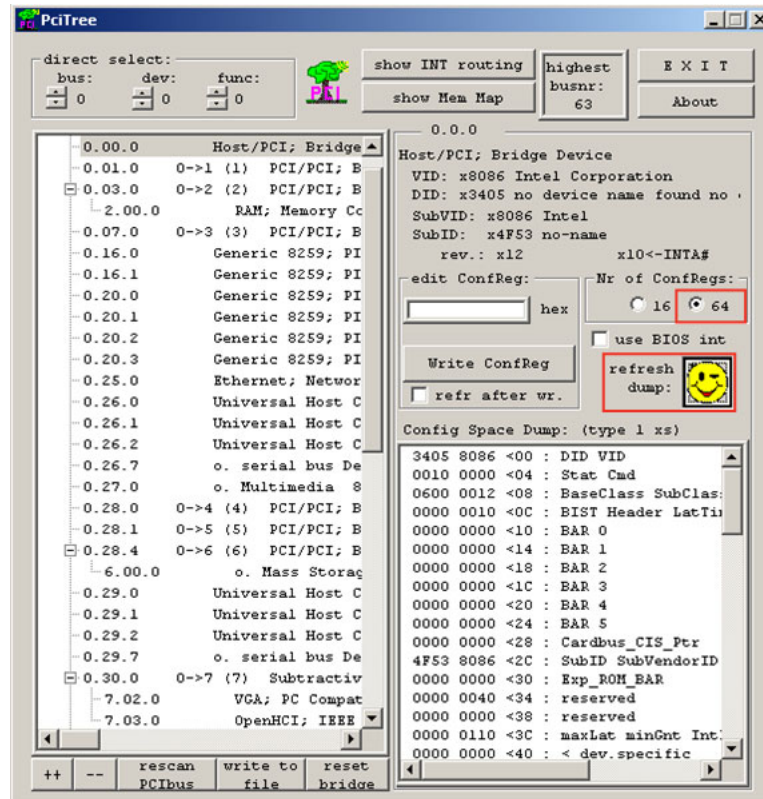 PciTree
direct select:
bus: dev: func:
0 0 0
PCI
show INT routing
show Mem Map
highest
busnr:
63
E X I T
About
0.00.0 Host/PCI; Bridge
0.01.0 0->1 (1) PCI/PCI; B
0.03.0 0->2 (2) PCI/PCI; B
2.00.0 RAM; Memory Co
0.07.0 0->3 (3) PCI/PCI; B
0.16.0 Generic 8259; PI
0.16.1 Generic 8259; PI
0.20.0 Generic 8259; PI
0.20.1 Generic 8259; PI
0.20.2 Generic 8259; PI
0.20.3 Generic 8259; PI
0.25.0 Ethernet; Networ
0.26.0 Universal Host C
0.26.1 Universal Host C
0.26.2 Universal Host C
0.26.7 o. serial bus De
0.27.0 o. Multimedia 8
0.28.0 0->4 (4) PCI/PCI; B
0.28.1 0->5 (5) PCI/PCI; B
0.28.4 0->6 (6) PCI/PCI; B
6.00.0 o. Mass Storag
0.29.0 Universal Host C
0.29.1 Universal Host C
0.29.2 Universal Host C
0.29.7 o. serial bus De
0.30.0 0->7 (7) Subtractiv
7.02.0 VGA; PC Compat
7.03.0 OpenHCI; IEEE
++ -- rescan PCIbus
write to file
reset bridge
0.0.0
Host/PCI; Bridge Device
VID: x8086 Intel Corporation
DID: x3405 no device name found no
SubVID: x8086 Intel
SubID: x4F53 no-name
rev.: x12 x10<-INTA#
edit ConfReg:
hex
Write ConfReg
refr after wr.
Nr of ConfRegs:
16 64
use BIOS int
refresh
dump:
Config Space Dump: (type 1 xs)
3405 8086 <00 : DID VID
0010 0000 <04 : Stat Cmd
0600 0012 <08 : BaseClass SubClas
0000 0010 <0C : BIST Header LatTi
0000 0000 <10 : BAR 0
0000 0000 <14 : BAR 1
0000 0000 <18 : BAR 2
0000 0000 <1C : BAR 3
0000 0000 <20 : BAR 4
0000 0000 <24 : BAR 5
0000 0000 <28 : Cardbus_CIS_Ptr
4F53 8086 <2C : SubID SubVendorID
0000 0000 <30 : Exp_ROM_BAR
0000 0040 <34 : reserved
0000 0000 <38 : reserved
0000 0110 <3C : maxLat minGnt Int
0000 0000 <40 : < dev.specific